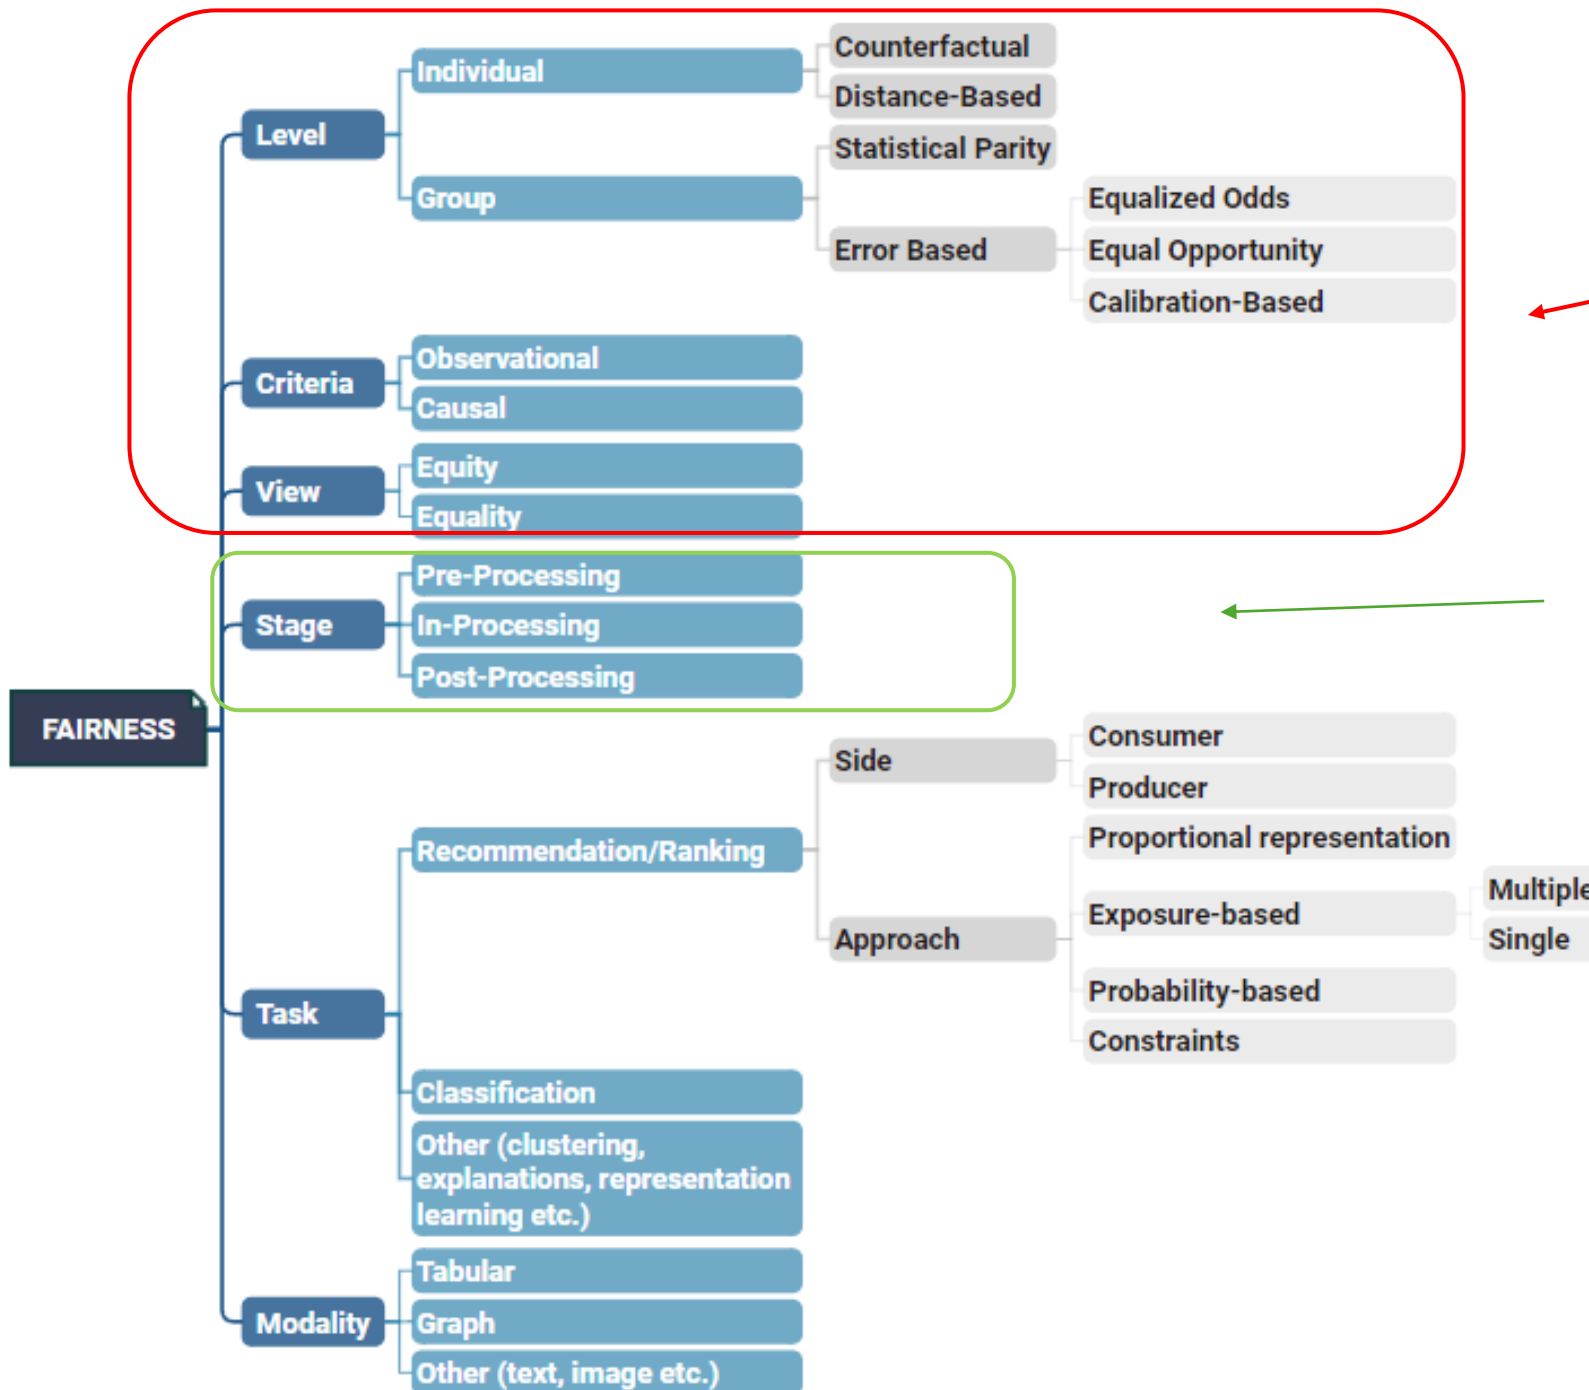 Counterfactual
Individual
Distance-Based
Level
Statistical Parity
Group
Equalized Odds
Error Based
Equal Opportunity
Calibration-Based
Observational
Criteria
Causal
Equity
View
Equality
Pre-Processing
Stage
In-Processing
Post-Processing
FAIRNESS
Consumer
Side
Producer
Proportional representation
Recommendation/Ranking
Multiple
Exposure-based
Single
Approach
Probability-based
Constraints
Task
Classification
Other (clustering,
explanations, representation
learning etc.)
Tabular
Modality
Graph
Other (text, image etc.)